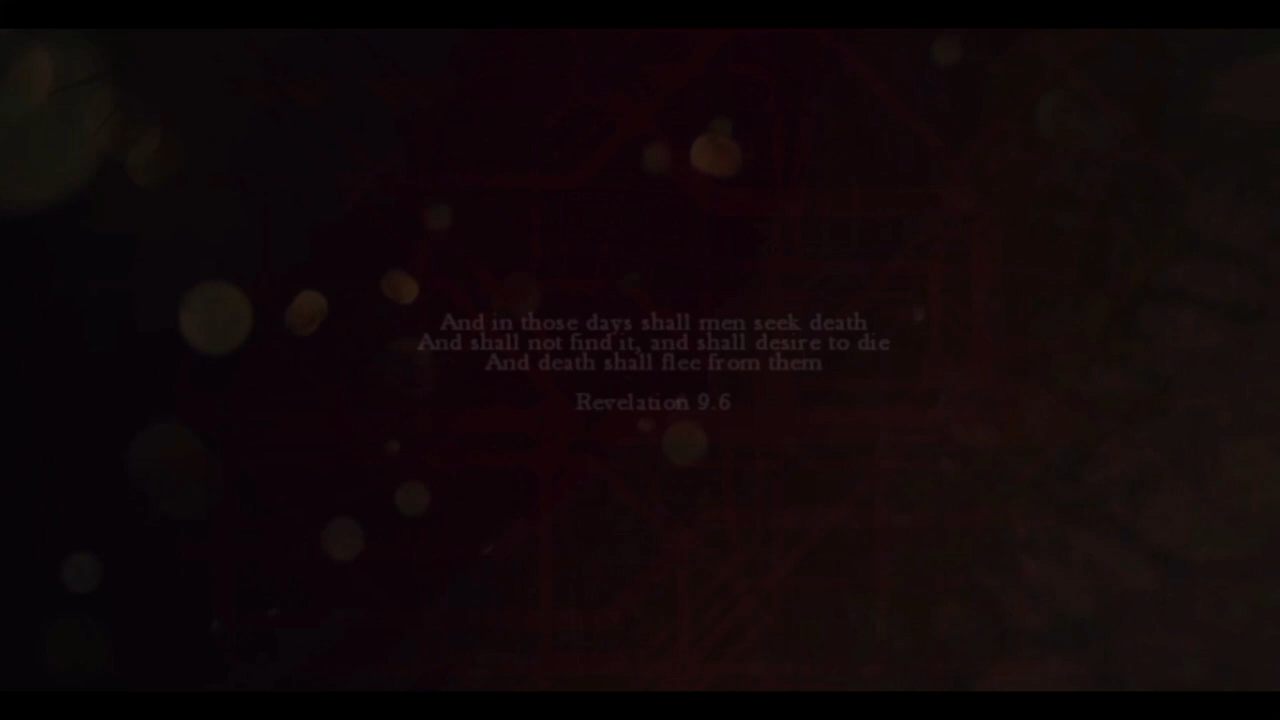 And in those days shall men seek death
And shall not find it, and shall desire to die
And death shall flee from them
Revelation 9.6